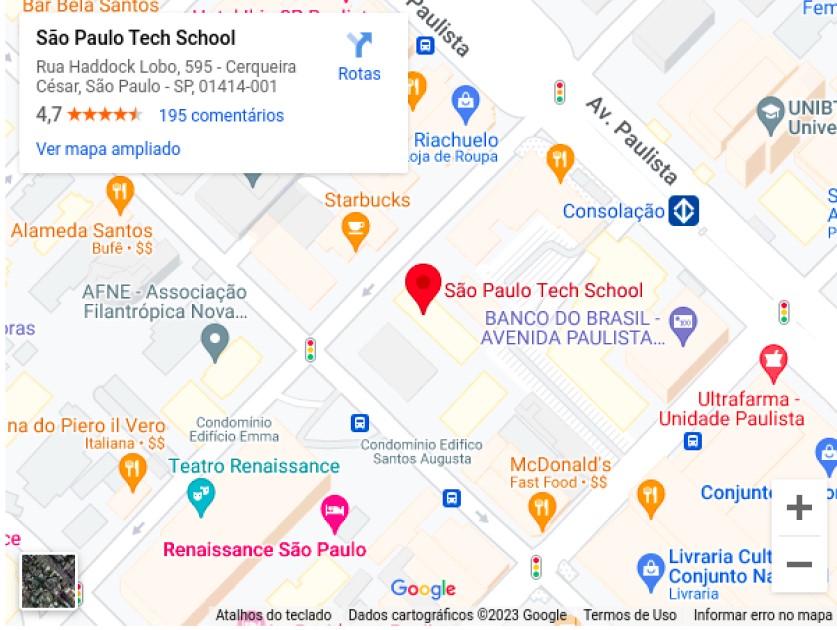 Bar Bela Santos
Paulista
São Paulo Tech School
Rua Haddock Lobo, 595 - Cerqueira
César, São Paulo - SP, 01414-001
Rotas
4,7
195 comentários
Ver mapa ampliado
Riachuelo
oja de Roupa
Av. Paulista
UNIBT
Unive
Starbucks
Consolação
Alameda Santos
Bufê • $$
AFNE - Associação
Filantrópica Nova...
São Paulo Tech School
BANCO DO BRASIL -
AVENIDA PAULISTA...
oras
Ultrafarma -
Unidade Paulista
na do Piero il Vero
Italiana • $$
Condomínio
Edifício Emma
Condomínio Edifico
Santos Augusta
Teatro Renaissance
McDonald's
Fast Food • $$
Conjunto
Renaissance São Paulo
Livraria Cult
Conjunto Na
Livraria
Google
Atalhos do teclado
Dados cartográficos ©2023 Google
Termos de Uso
Informar erro no mapa